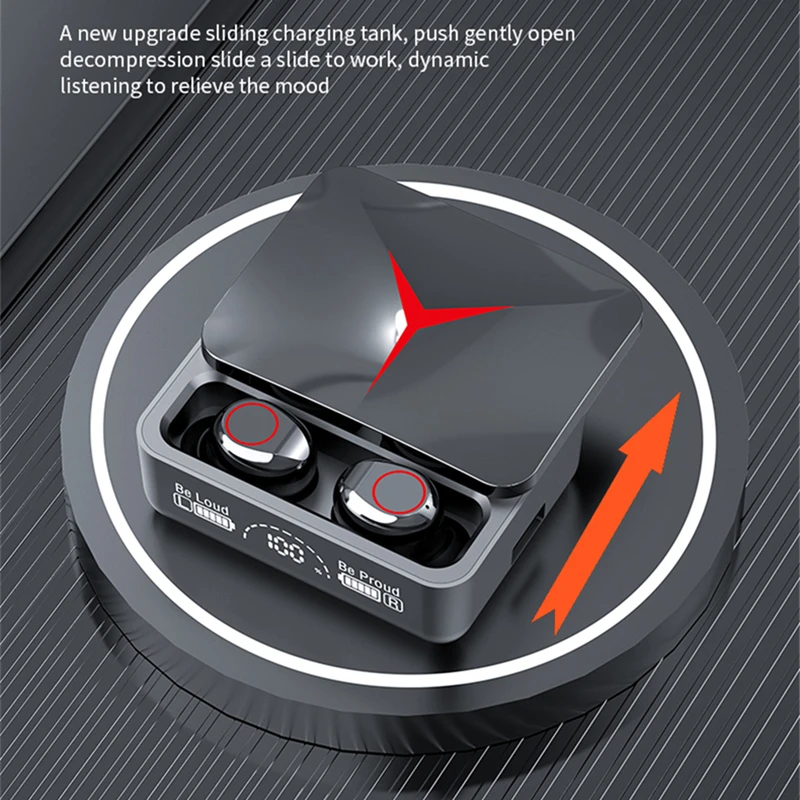 A new upgrade sliding charging tank, push gently open
decompression slide a slide to work, dynamic
listening to relieve the mood
Be Loud
L
100
%
Be Proud
R